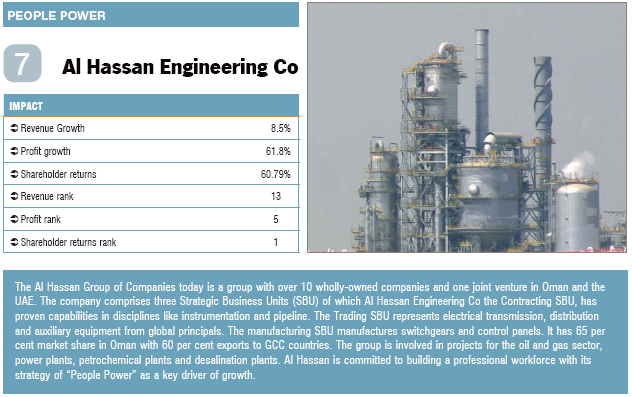 PEOPLE POWER
7 Al Hassan Engineering Co
IMPACT
➲ Revenue Growth 8.5%
➲ Profit growth 61.8%
➲ Shareholder returns 60.79%
➲ Revenue rank 13
➲ Profit rank 5
➲ Shareholder returns rank 1
The Al Hassan Group of Companies today is a group with over 10 wholly-owned companies and one joint venture in Oman and the
UAE. The company comprises three Strategic Business Units (SBU) of which Al Hassan Engineering Co the Contracting SBU, has
proven capabilities in disciplines like instrumentation and pipeline. The Trading SBU represents electrical transmission, distribution
and auxiliary equipment from global principals. The manufacturing SBU manufactures switchgears and control panels. It has 65 per
cent market share in Oman with 60 per cent exports to GCC countries. The group is involved in projects for the oil and gas sector,
power plants, petrochemical plants and desalination plants. Al Hassan is committed to building a professional workforce with its
strategy of “People Power” as a key driver of growth.